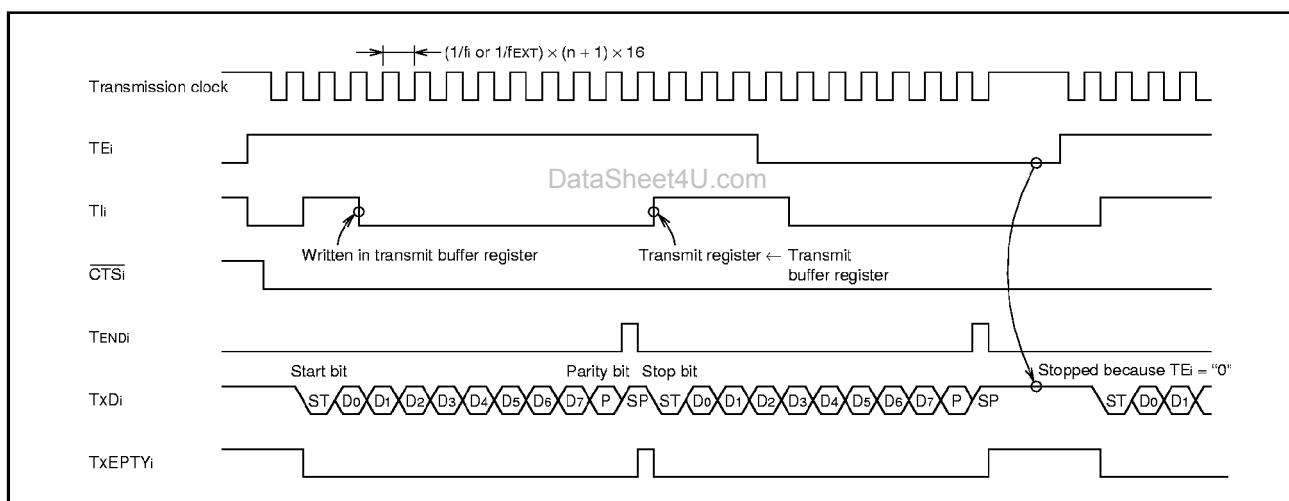 (1/fi or 1/fEXT) × (n + 1) × 16
Transmission clock
TEi
DataSheet4U.com
TIi
Written in transmit buffer register
Transmit register ← Transmit
buffer register
CTSi
TENDi
Start bit
Parity bit
Stop bit
Stopped because TEi = “0”
TxDi
ST D0 D1 D2 D3 D4 D5 D6 D7 P SP ST D0 D1 D2 D3 D4 D5 D6 D7 P SP ST D0 D1
TxEPTYi